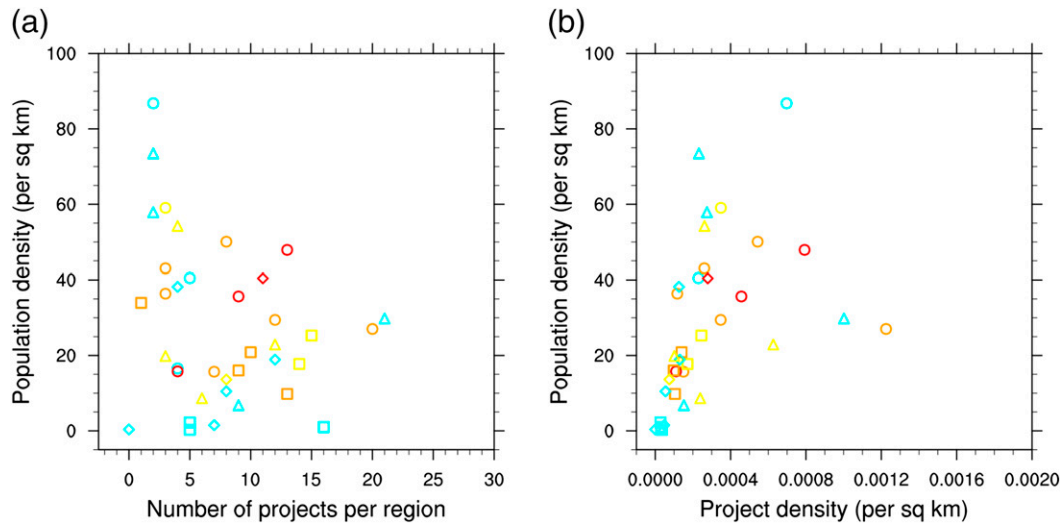 (a)
(b)
100
80
60
40
20
0
Population density (per sq km)
0 5 10 15 20 25 30
Number of projects per region
100
80
60
40
20
0
Population density (per sq km)
0.0000 0.0004 0.0008 0.0012 0.0016 0.0020
Project density (per sq km)